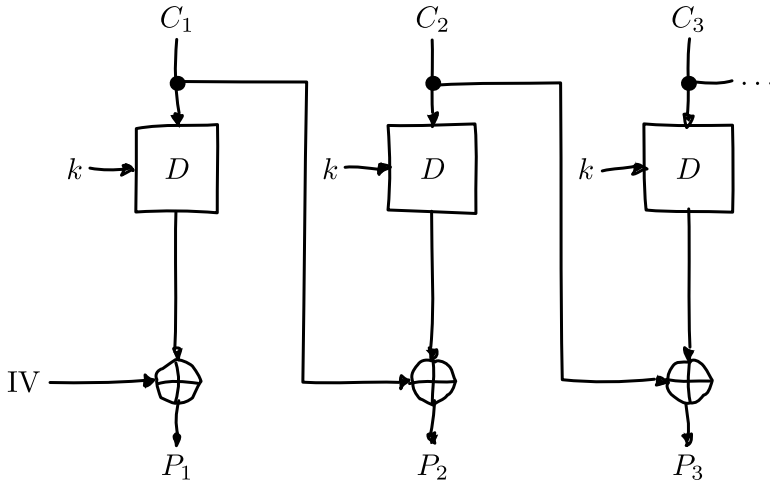 C₁ C₂ C₃
...
k D k D k D
IV
P₁ P₂ P₃